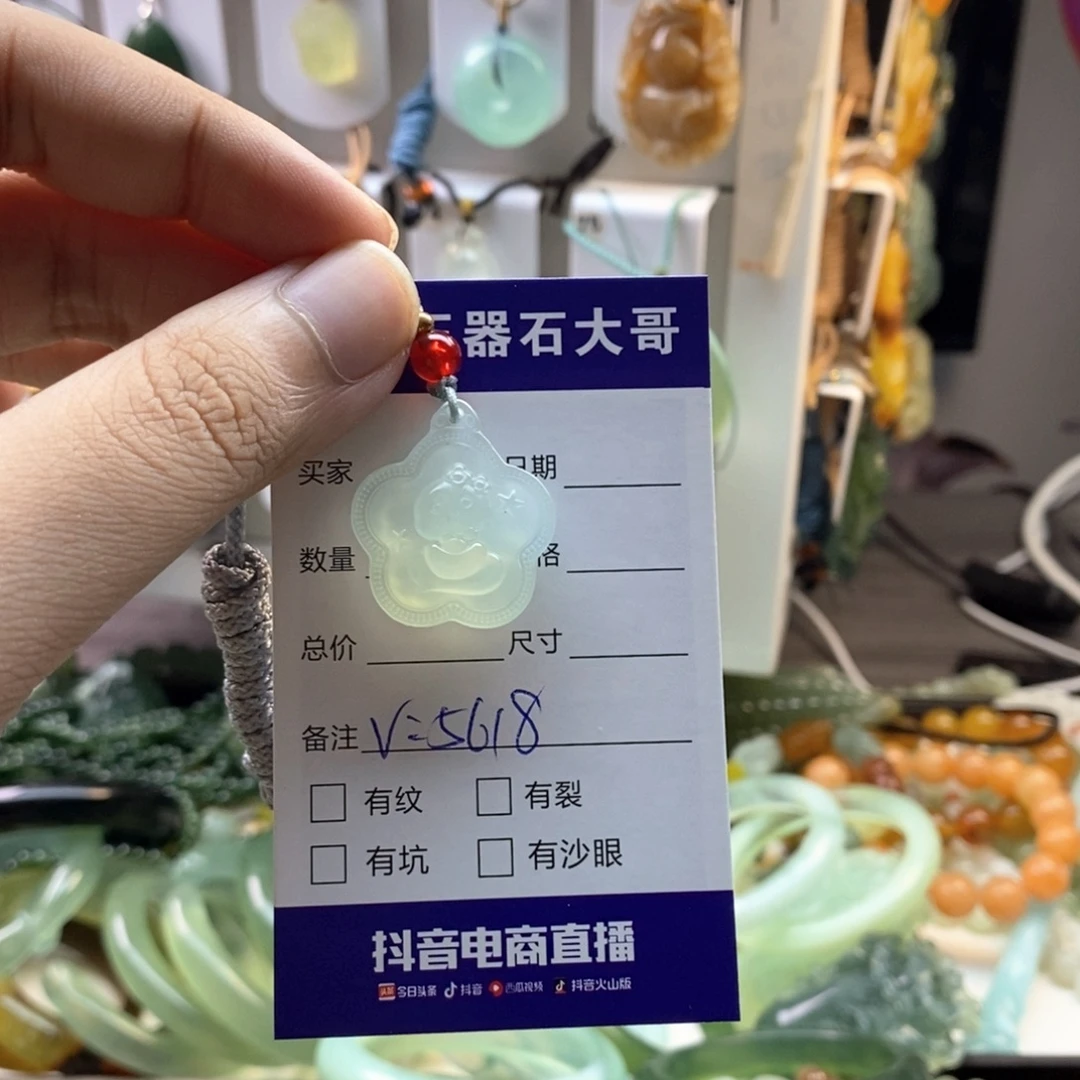 器石大哥
买家 日期
数量 格
总价 尺寸
备注 V=5618
有纹 有裂
有坑 有沙眼
抖音电商直播
今日头条 抖音 西瓜视频 抖音火山版